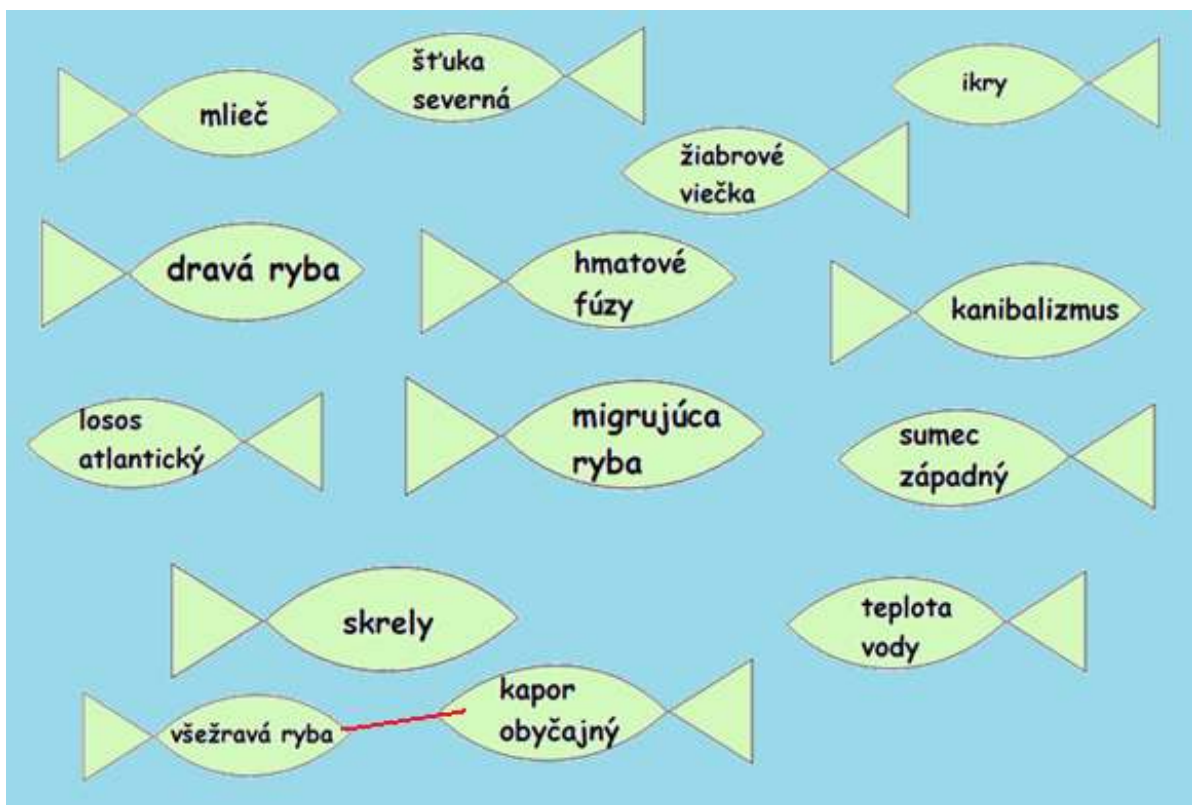 mlieč
šťuka
severná
ikry
žiabrové
viečka
dravá ryba
hmatové
fúzy
kanibalizmus
losos
atlantický
migrujúca
ryba
sumec
západný
skrely
teplota
vody
všežravá ryba
kapor
obyčajný